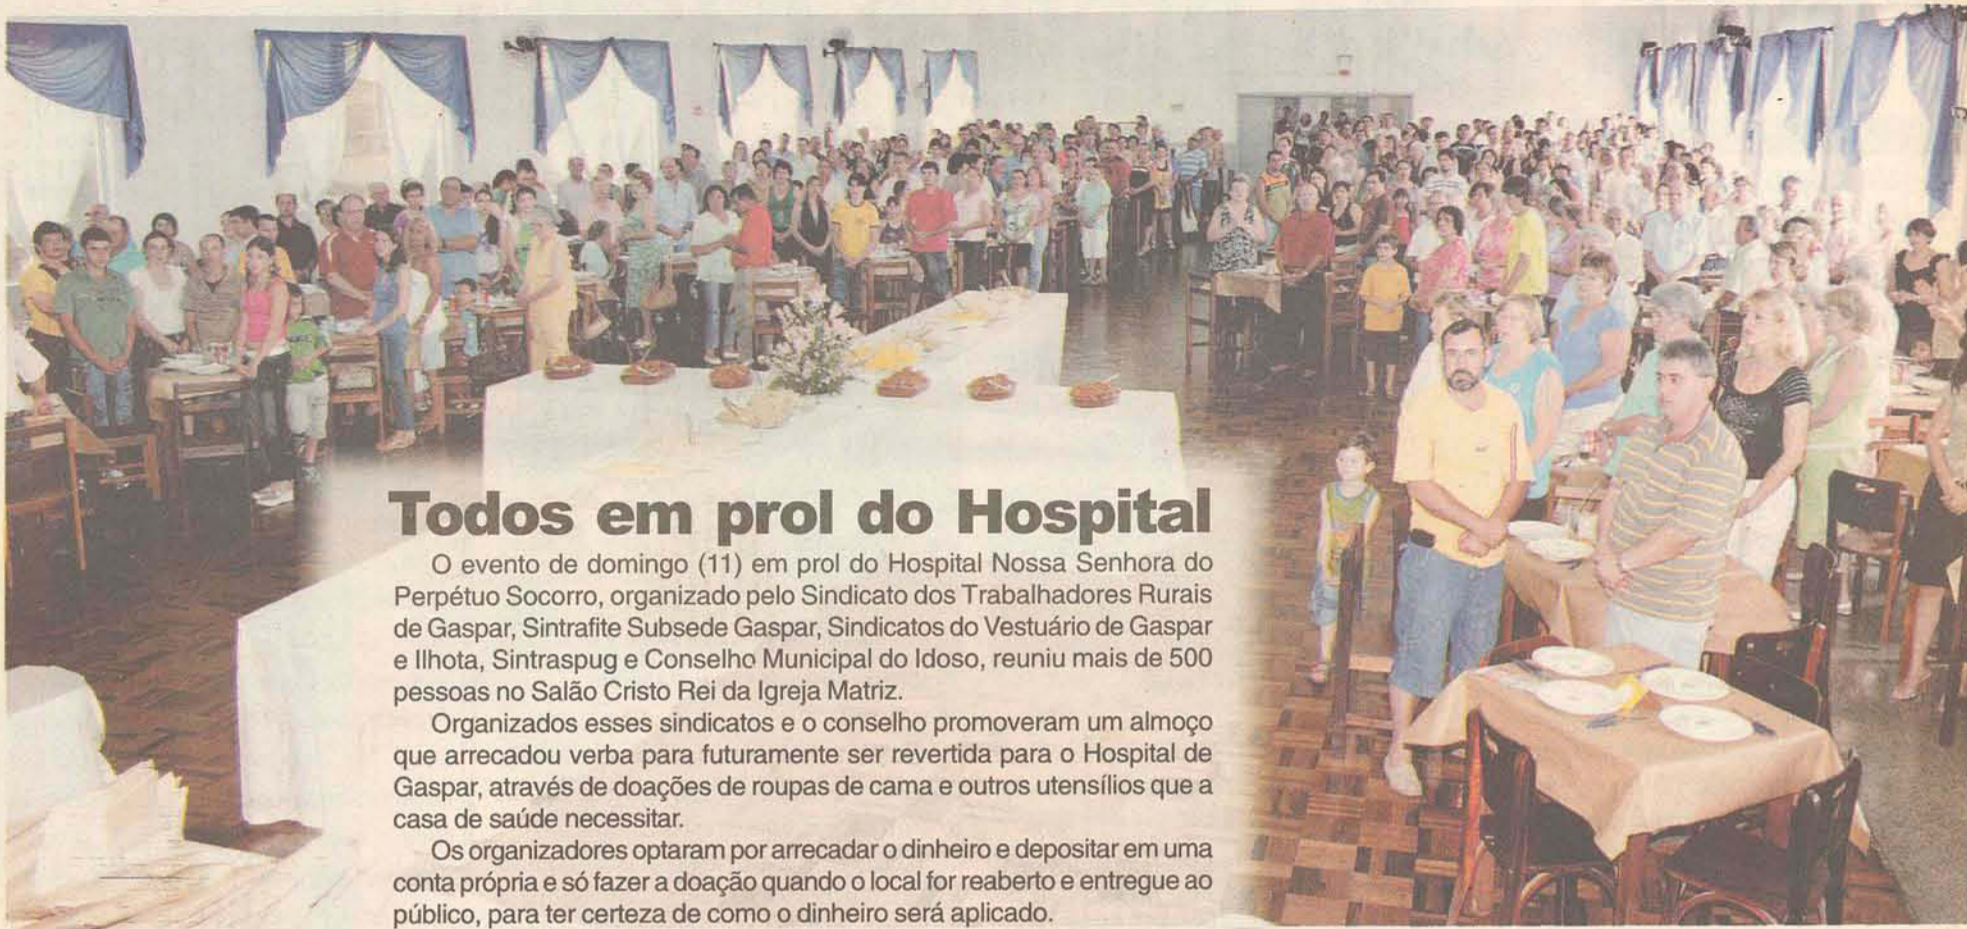 Todos em prol do Hospital
O evento de domingo (11) em prol do Hospital Nossa Senhora do
Perpétuo Socorro, organizado pelo Sindicato dos Trabalhadores Rurais
de Gaspar, Sintrafite Subsede Gaspar, Sindicatos do Vestuário de Gaspar
e Ilhota, Sintraspug e Conselho Municipal do Idoso, reuniu mais de 500
pessoas no Salão Cristo Rei da Igreja Matriz.
Organizados esses sindicatos e o conselho promoveram um almoço
que arrecadou verba para futuramente ser revertida para o Hospital de
Gaspar, através de doações de roupas de cama e outros utensílios que a
casa de saúde necessitar.
Os organizadores optaram por arrecadar o dinheiro e depositar em uma
conta própria e só fazer a doação quando o local for reaberto e entregue ao
público, para ter certeza de como o dinheiro será aplicado.